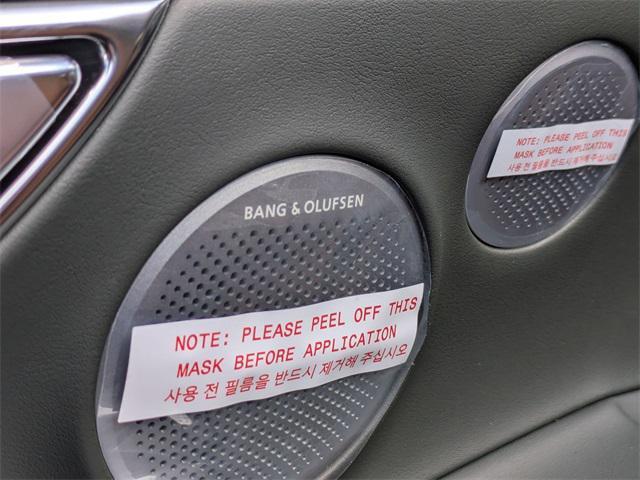 BANG & OLUFSEN
NOTE: PLEASE PEEL OFF THIS
MASK BEFORE APPLICATION
사용 전 필름을 반드시 제거해 주십시오
NOTE: PLEASE PEEL OFF THIS
MASK BEFORE APPLICATION
사용 전 필름을 반드시 제거해 주십시오